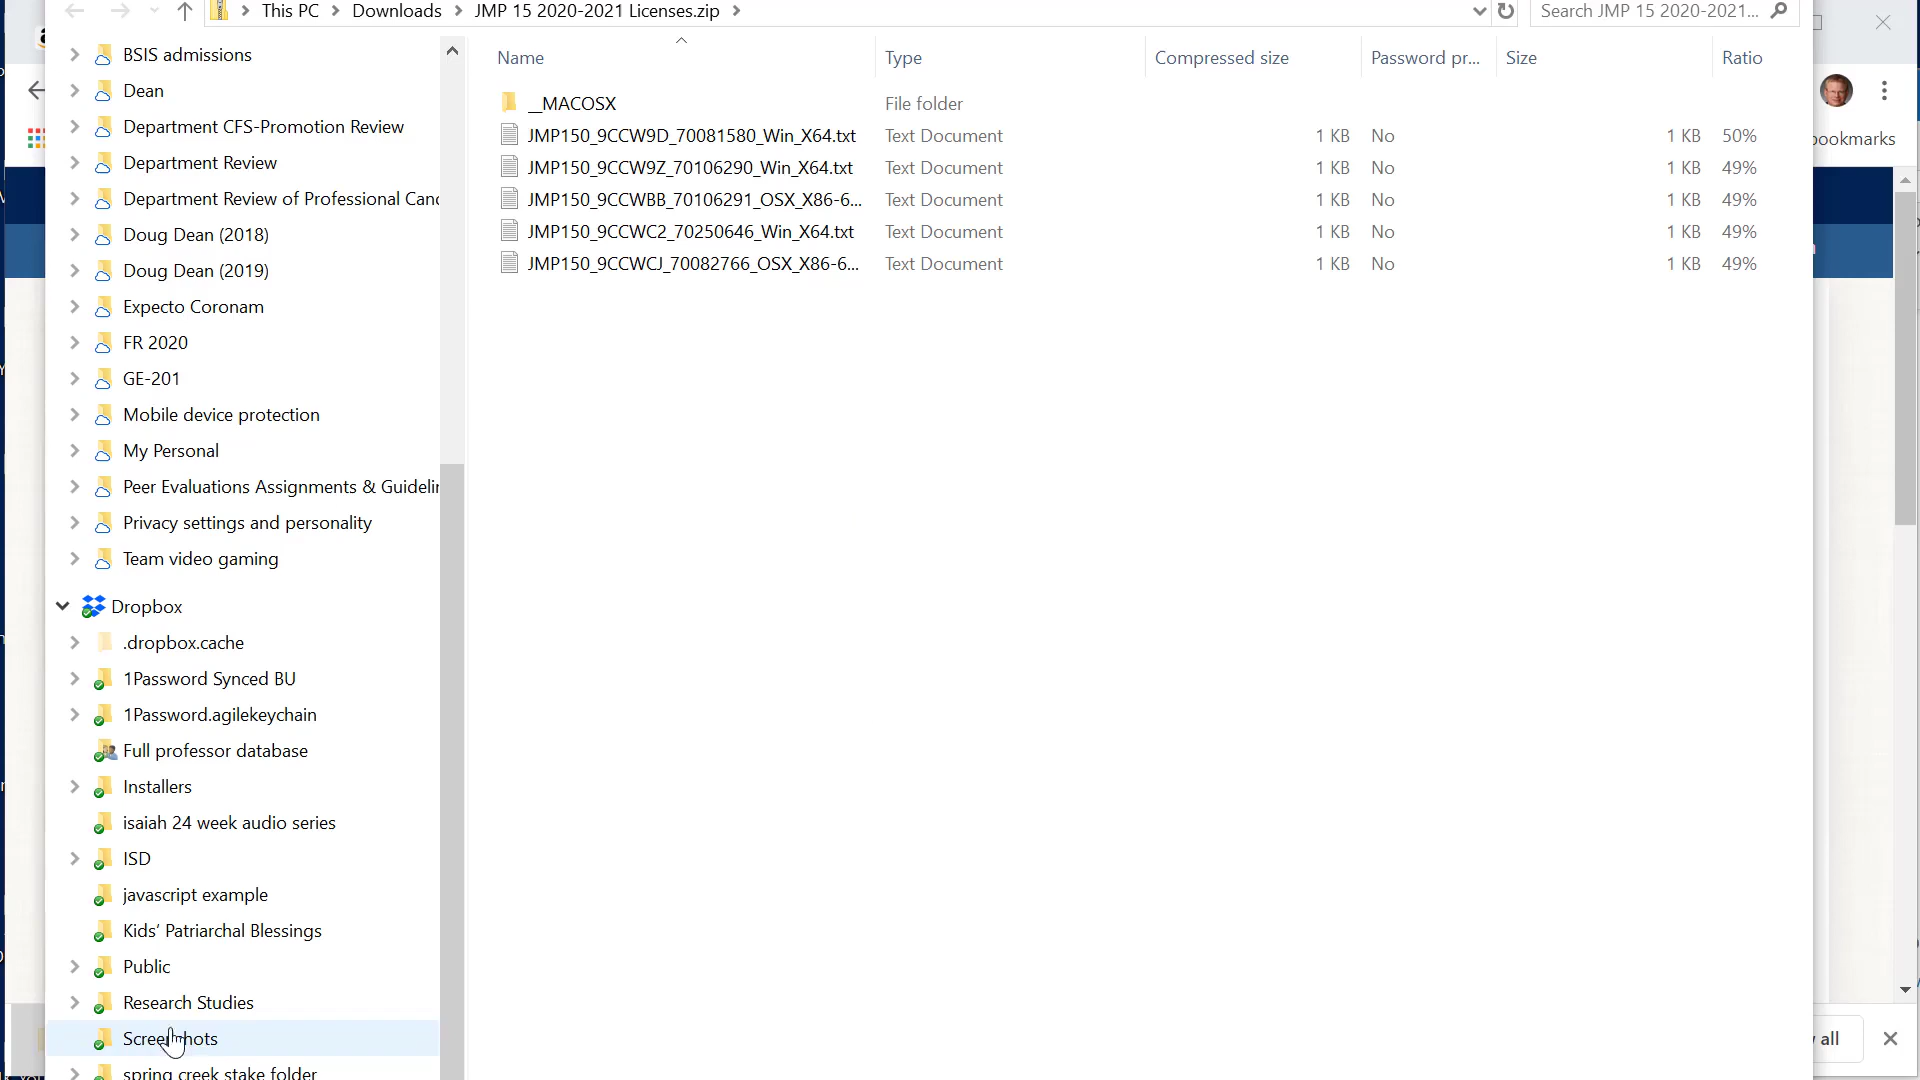 This PC > Downloads > JMP 15 2020-2021 Licenses.zip >
Search JMP 15 2020-2021...
BSIS admissions
Dean
Department CFS-Promotion Review
Department Review
Department Review of Professional Canc
Doug Dean (2018)
Doug Dean (2019)
Expecto Coronam
FR 2020
GE-201
Mobile device protection
My Personal
Peer Evaluations Assignments & Guidelin
Privacy settings and personality
Team video gaming
Dropbox
.dropbox.cache
1Password Synced BU
1Password.agilekeychain
Full professor database
Installers
isaiah 24 week audio series
ISD
javascript example
Kids' Patriarchal Blessings
Public
Research Studies
Screenshots
spring creek stake folder
Name Type Compressed size Password pr... Size Ratio
__MACOSX File folder
JMP150_9CCW9D_70081580_Win_X64.txt Text Document 1 KB No 1 KB 50%
JMP150_9CCW9Z_70106290_Win_X64.txt Text Document 1 KB No 1 KB 49%
JMP150_9CCWBB_70106291_OSX_X86-6... Text Document 1 KB No 1 KB 49%
JMP150_9CCWC2_70250646_Win_X64.txt Text Document 1 KB No 1 KB 49%
JMP150_9CCWCJ_70082766_OSX_X86-6... Text Document 1 KB No 1 KB 49%
bookmarks
all